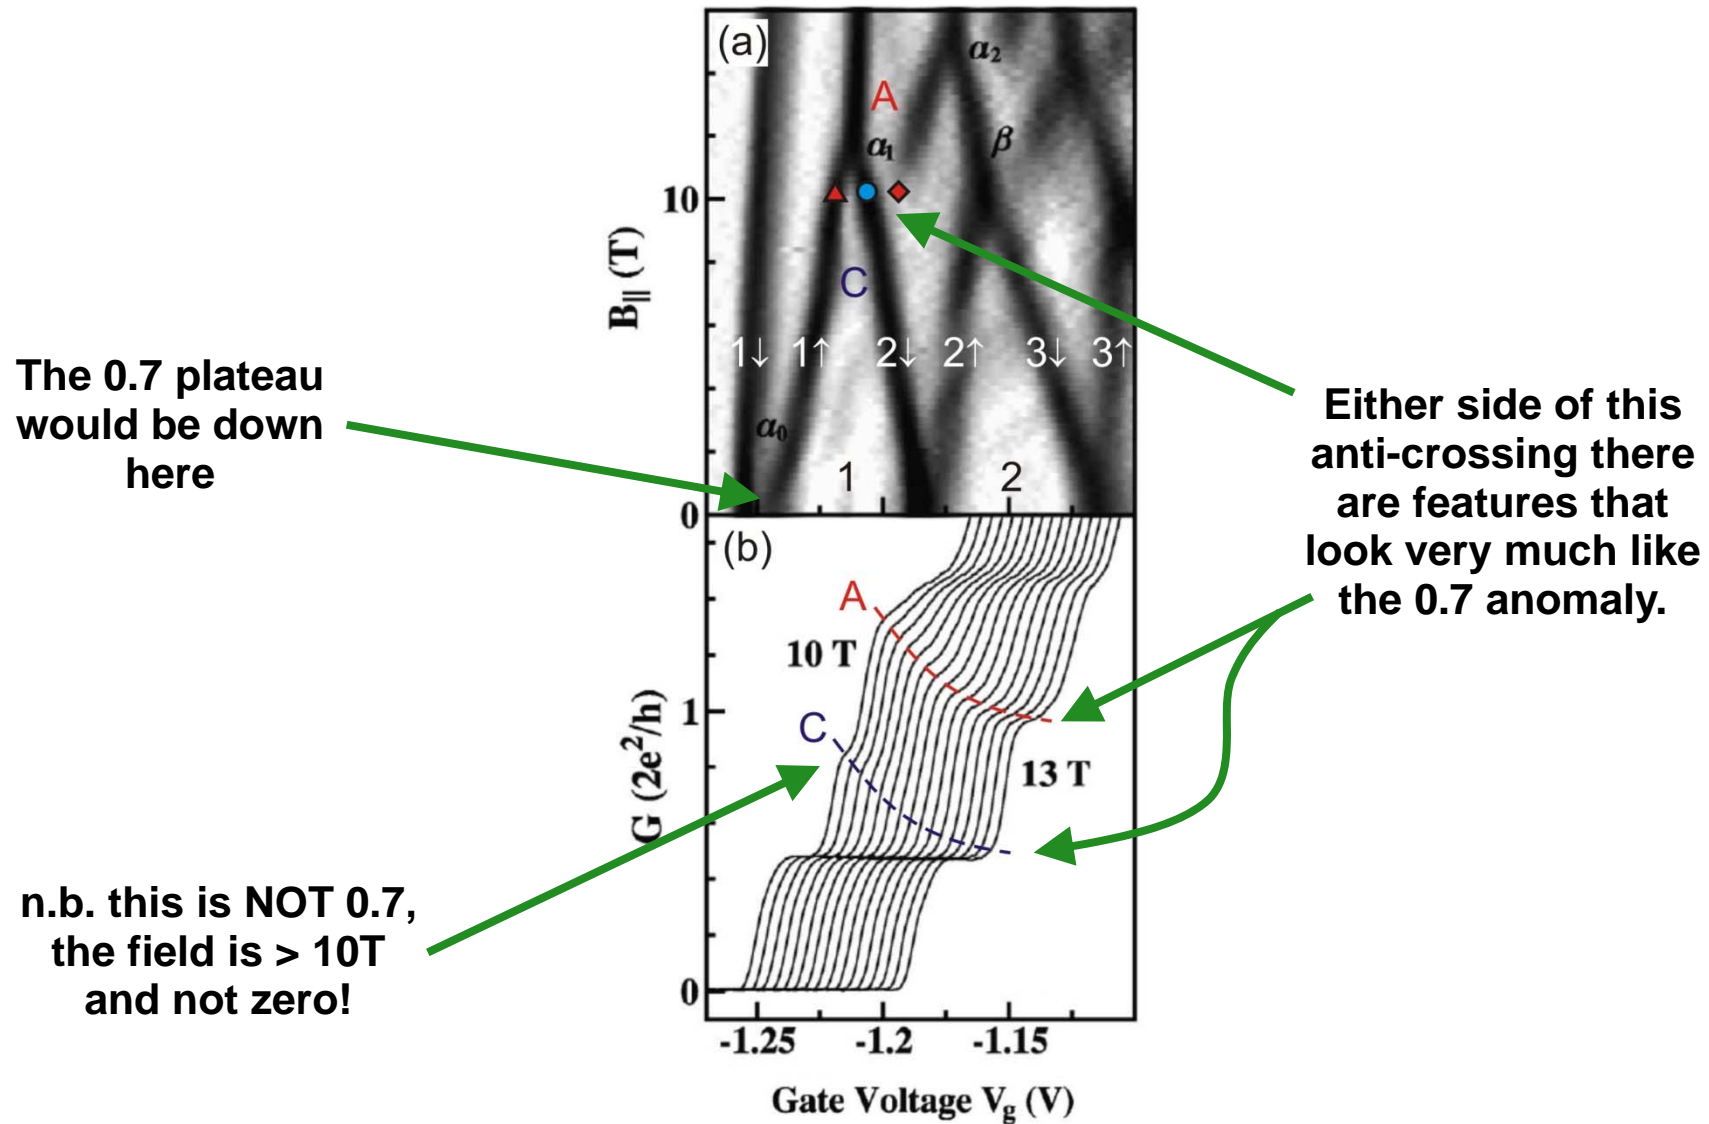 (a)
α₂
A
α₁
β
10
B|| (T)
C
1↓ 1↑ 2↓ 2↑ 3↓ 3↑
α₀
1 2
0
The 0.7 plateau
would be down
here
Either side of this
anti-crossing there
are features that
look very much like
the 0.7 anomaly.
(b)
A
10 T
C
1
G (2e²/h)
13 T
0
n.b. this is NOT 0.7,
the field is > 10T
and not zero!
-1.25 -1.2 -1.15
Gate Voltage Vg (V)